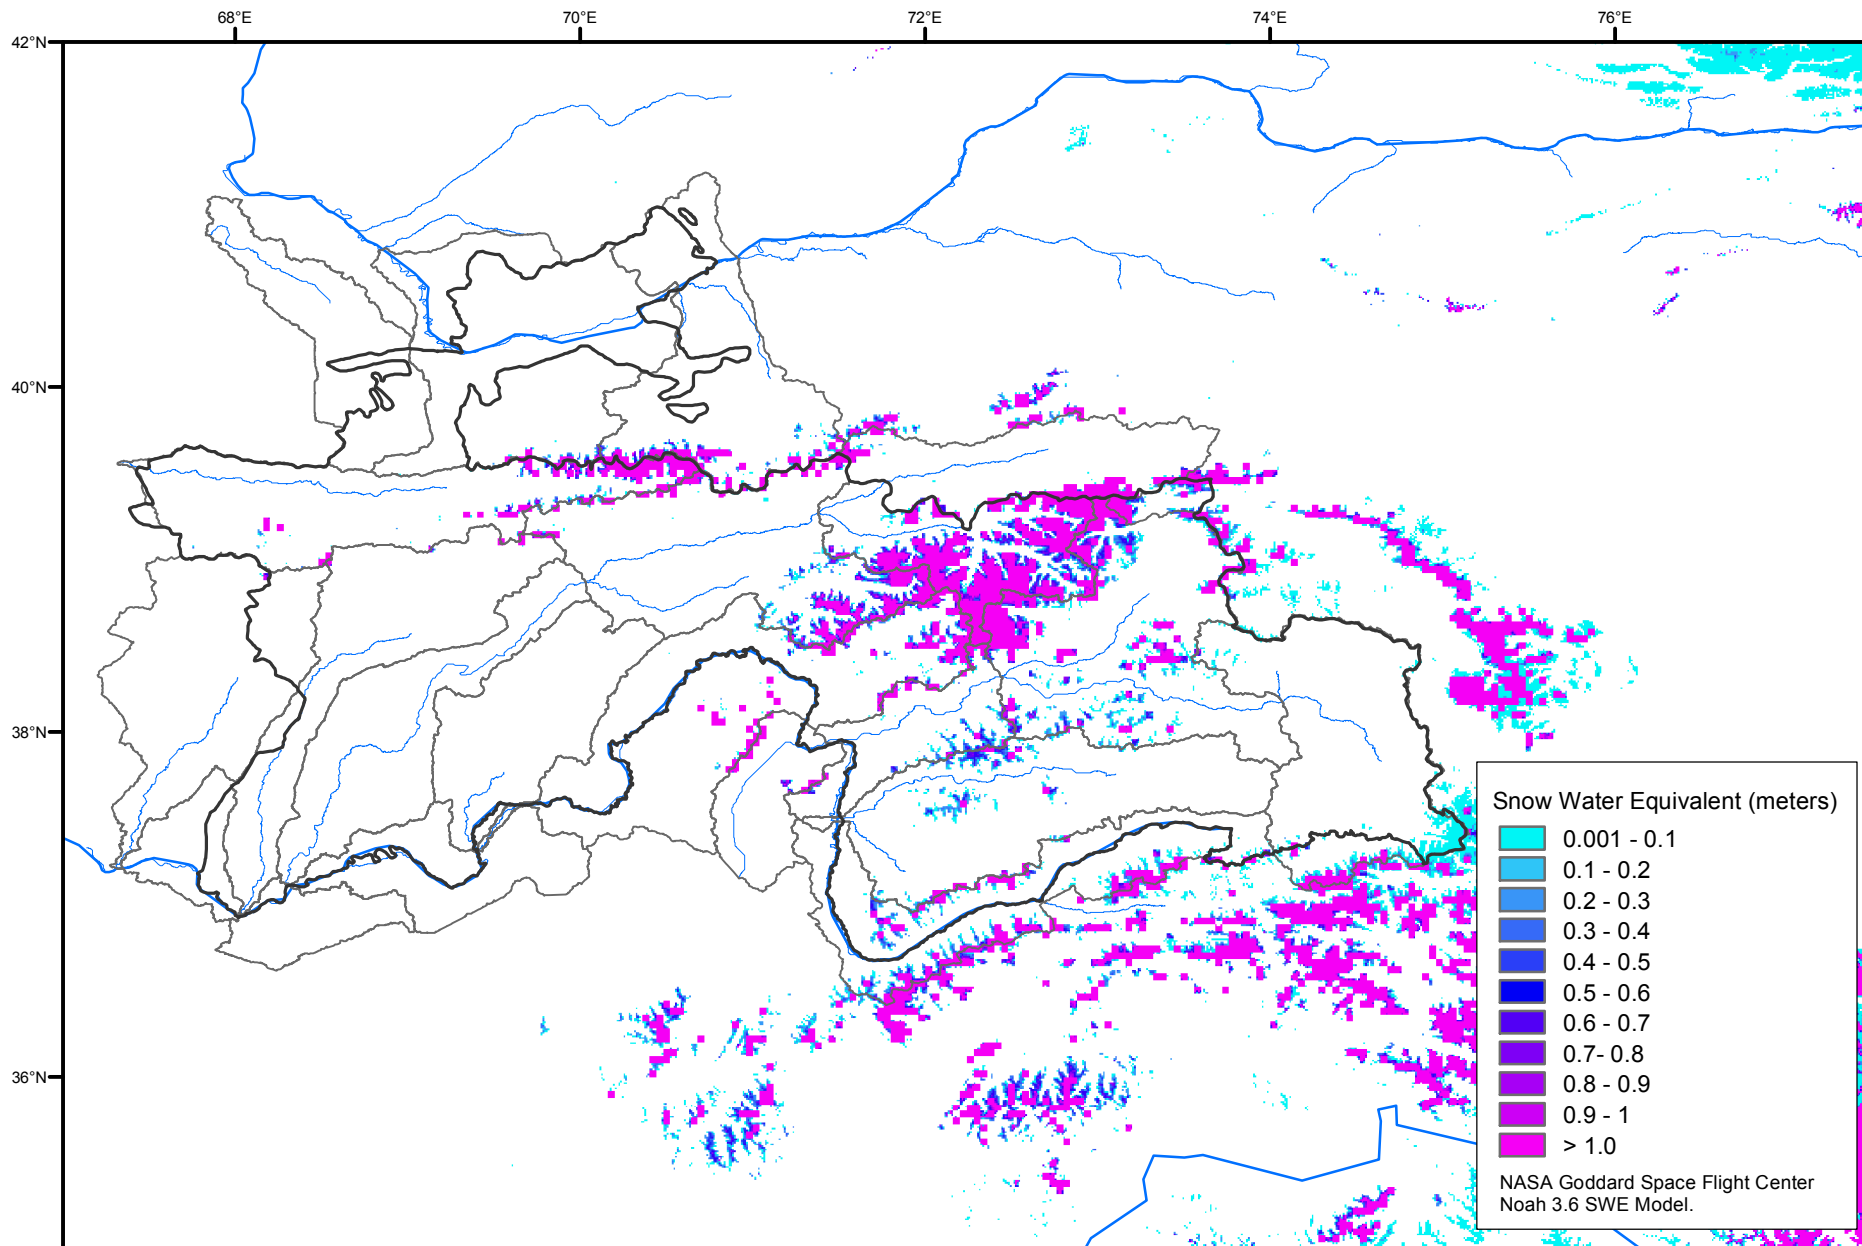 68°E 70°E 72°E 74°E 76°E
42°N
40°N
38°N
36°N
Snow Water Equivalent (meters)
0.001 - 0.1
0.1 - 0.2
0.2 - 0.3
0.3 - 0.4
0.4 - 0.5
0.5 - 0.6
0.6 - 0.7
0.7- 0.8
0.8 - 0.9
0.9 - 1
> 1.0
NASA Goddard Space Flight Center
Noah 3.6 SWE Model.